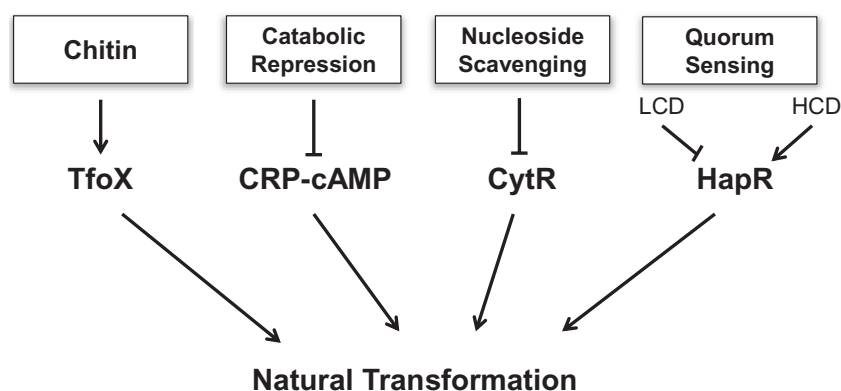 Chitin
Catabolic
Repression
Nucleoside
Scavenging
Quorum
Sensing
LCD
HCD
TfoX
CRP-cAMP
CytR
HapR
Natural Transformation